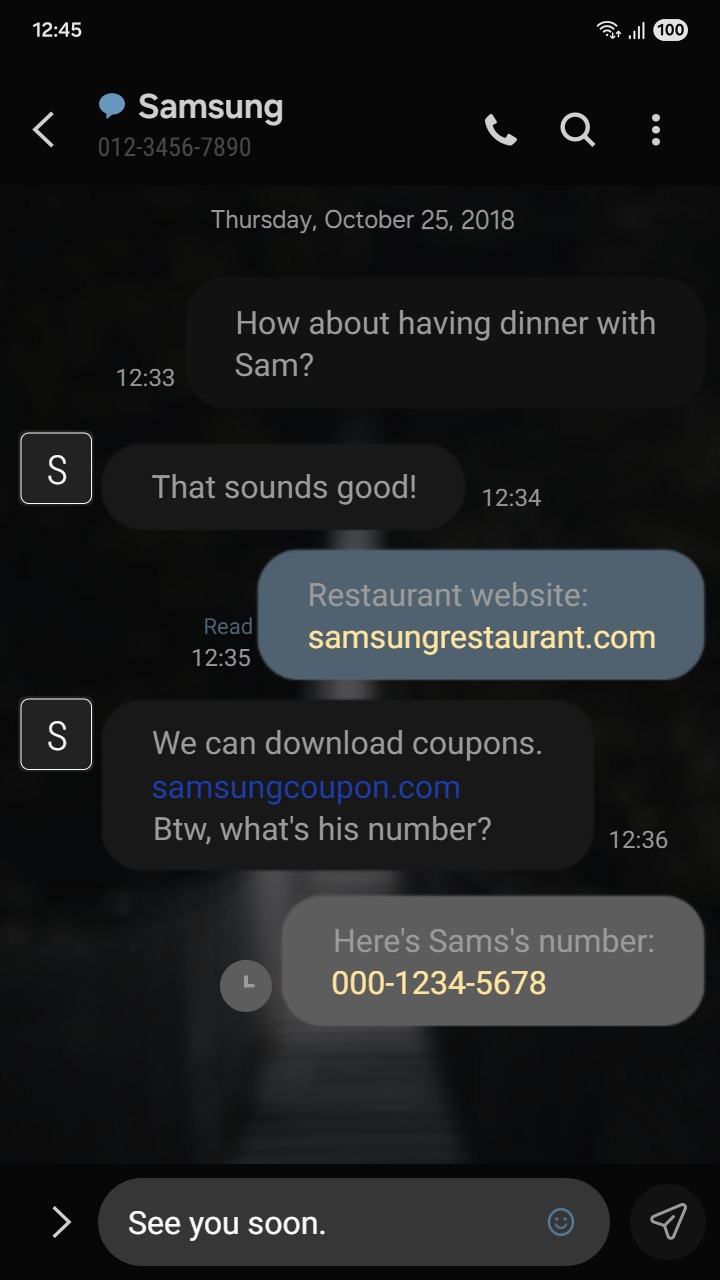 12:45
100
Samsung
012-3456-7890
Thursday, October 25, 2018
How about having dinner with
Sam?
12:33
S
That sounds good!
12:34
Restaurant website:
samsungrestaurant.com
Read
12:35
S
We can download coupons.
samsungcoupon.com
Btw, what's his number?
12:36
Here's Sams's number:
000-1234-5678
See you soon.